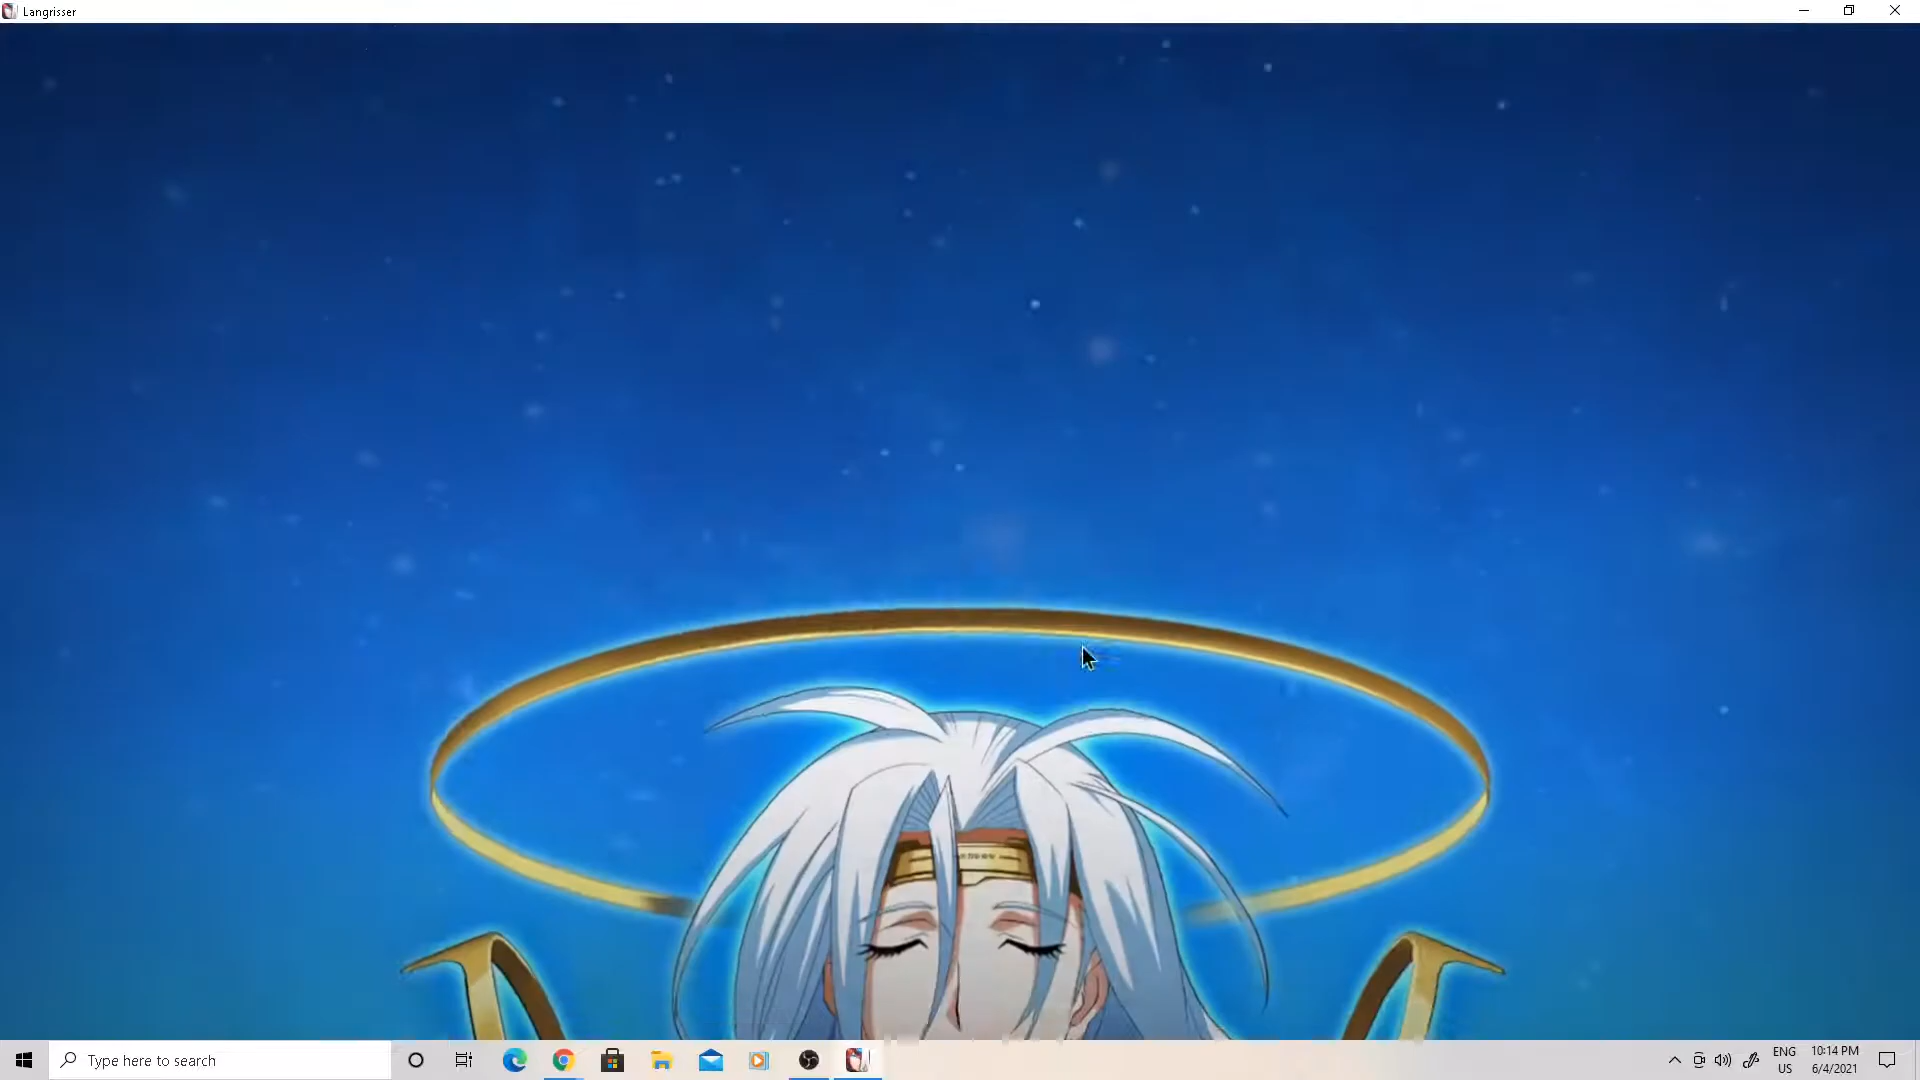 Langrisser
Type here to search
ENG
US
10:14 PM
6/4/2021